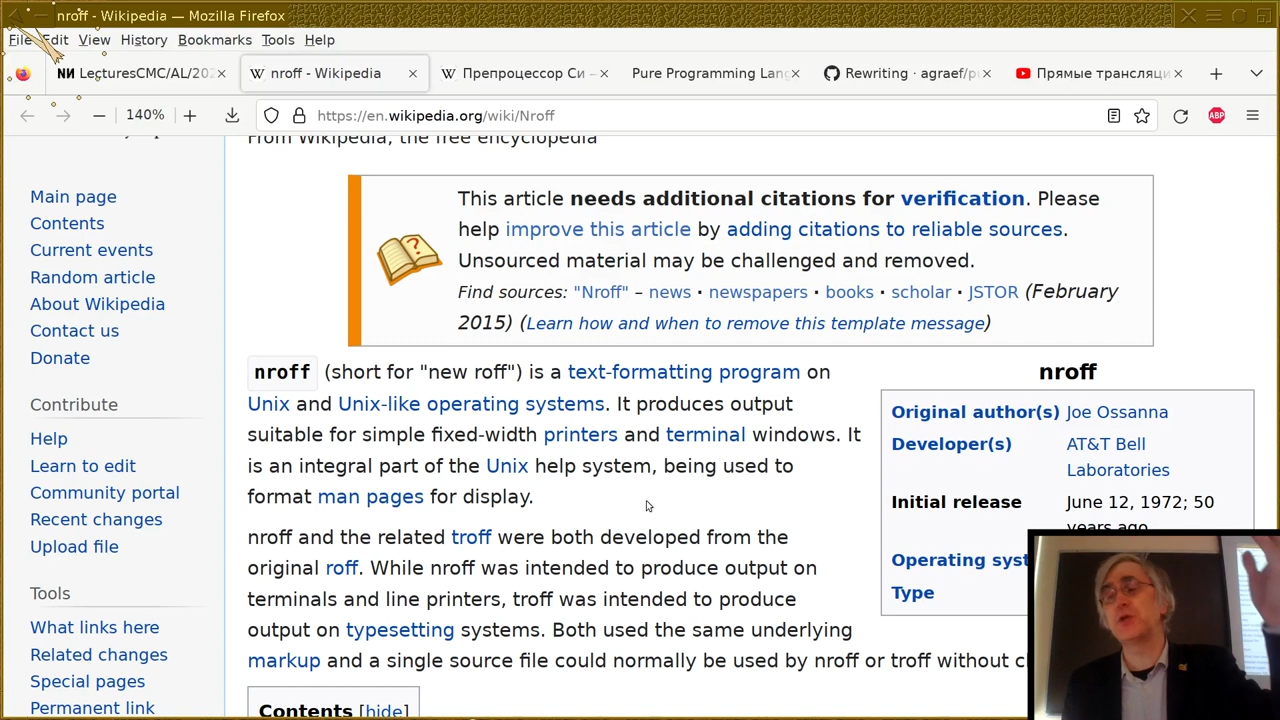 nroff - Wikipedia — Mozilla Firefox
File Edit View History Bookmarks Tools Help
LecturesCMC/AL/202 nroff - Wikipedia Препроцессор Си - Pure Programming Lang Rewriting · agraef/pu Прямые трансляци
140% https://en.wikipedia.org/wiki/Nroff ABP
From Wikipedia, the free encyclopedia
Main page
Contents
Current events
Random article
About Wikipedia
Contact us
Donate
Contribute
Help
Learn to edit
Community portal
Recent changes
Upload file
Tools
What links here
Related changes
Special pages
Permanent link
This article needs additional citations for verification. Please
help improve this article by adding citations to reliable sources.
Unsourced material may be challenged and removed.
Find sources: "Nroff" – news · newspapers · books · scholar · JSTOR (February
2015) (Learn how and when to remove this template message)
nroff (short for "new roff") is a text-formatting program on
Unix and Unix-like operating systems. It produces output
suitable for simple fixed-width printers and terminal windows. It
is an integral part of the Unix help system, being used to
format man pages for display.
nroff and the related troff were both developed from the
original roff. While nroff was intended to produce output on
terminals and line printers, troff was intended to produce
output on typesetting systems. Both used the same underlying
markup and a single source file could normally be used by nroff or troff without
Contents [hide]
nroff
Original author(s) Joe Ossanna
Developer(s) AT&T Bell
Laboratories
Initial release June 12, 1972; 50
years ago
Operating syst
Type